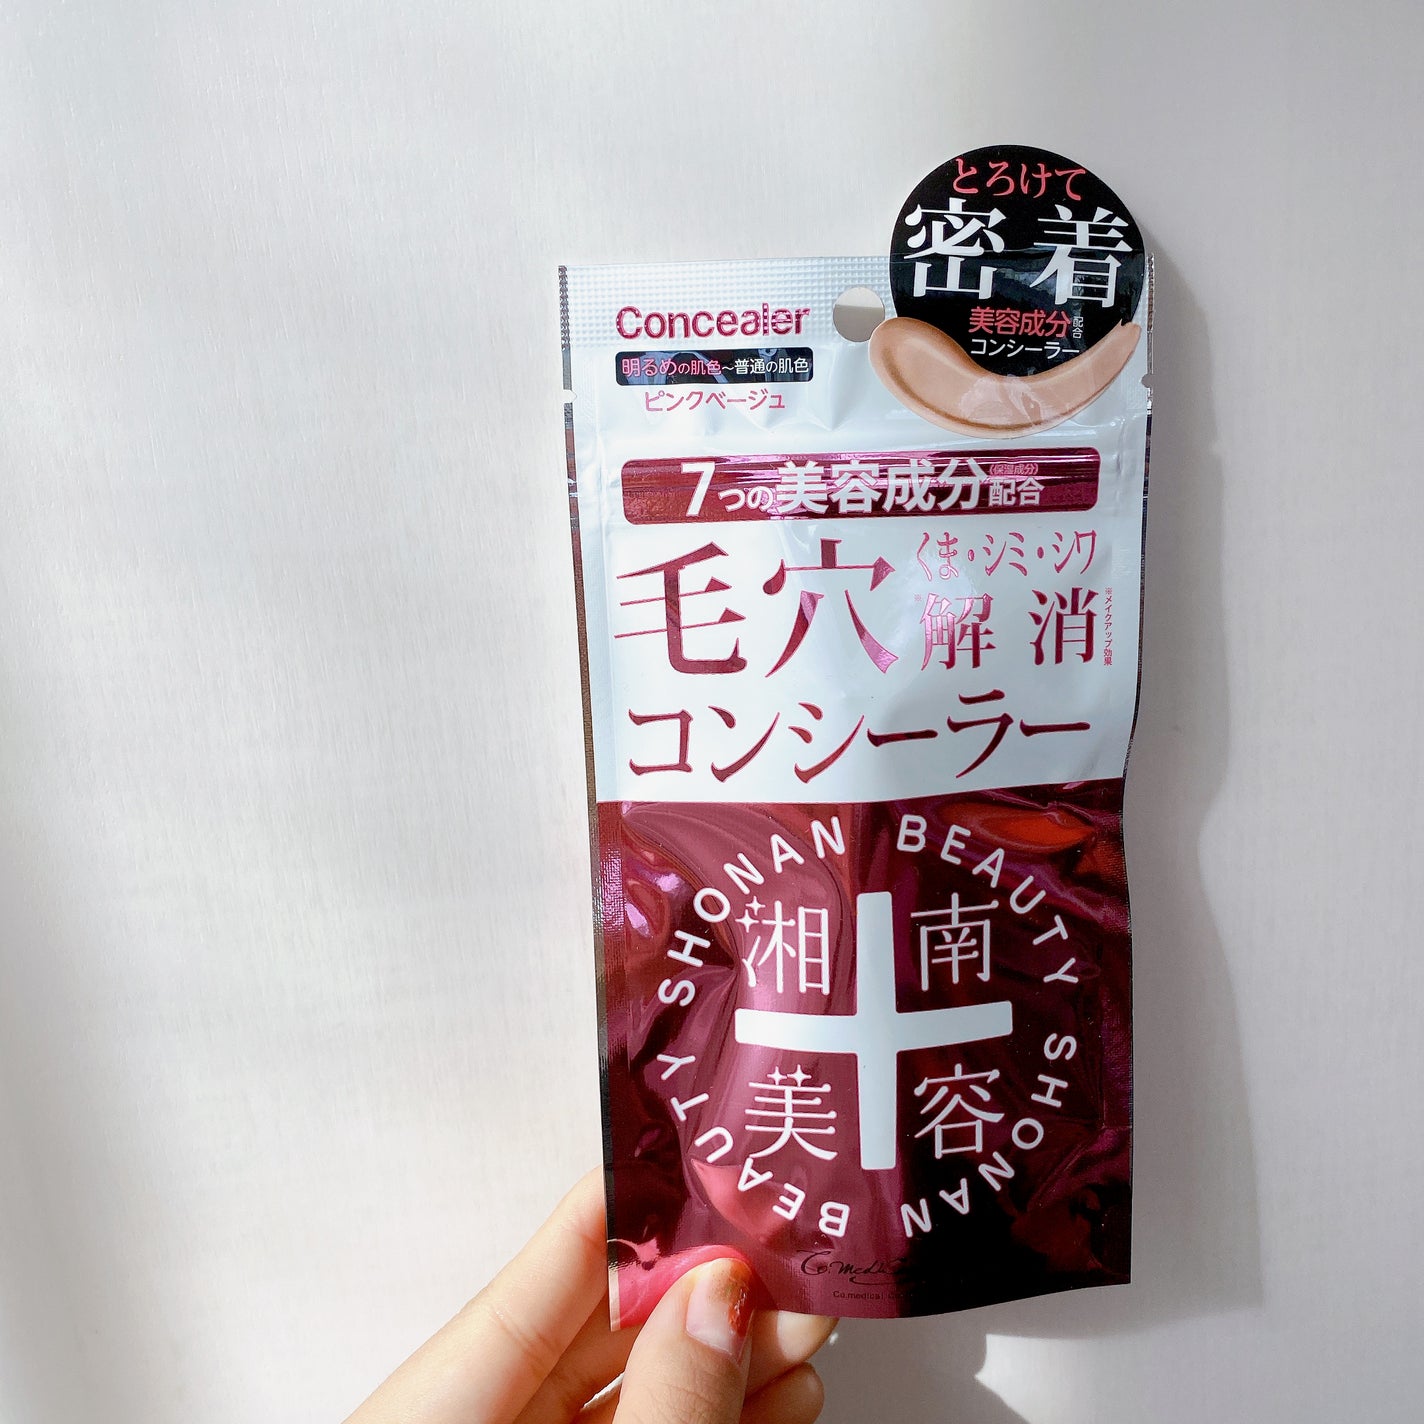 とろけて
密着
美容成分配合
コンシーラー
Concealer
明るめの肌色～普通の肌色
ピンクベージュ
7つの美容成分(保湿成分)配合
毛穴
くま・シミ・シワ
※解消
※メイクアップ効果
コンシーラー
SHONAN BEAUTY SHONAN BEAUTY
湘南
美容
Co.medical